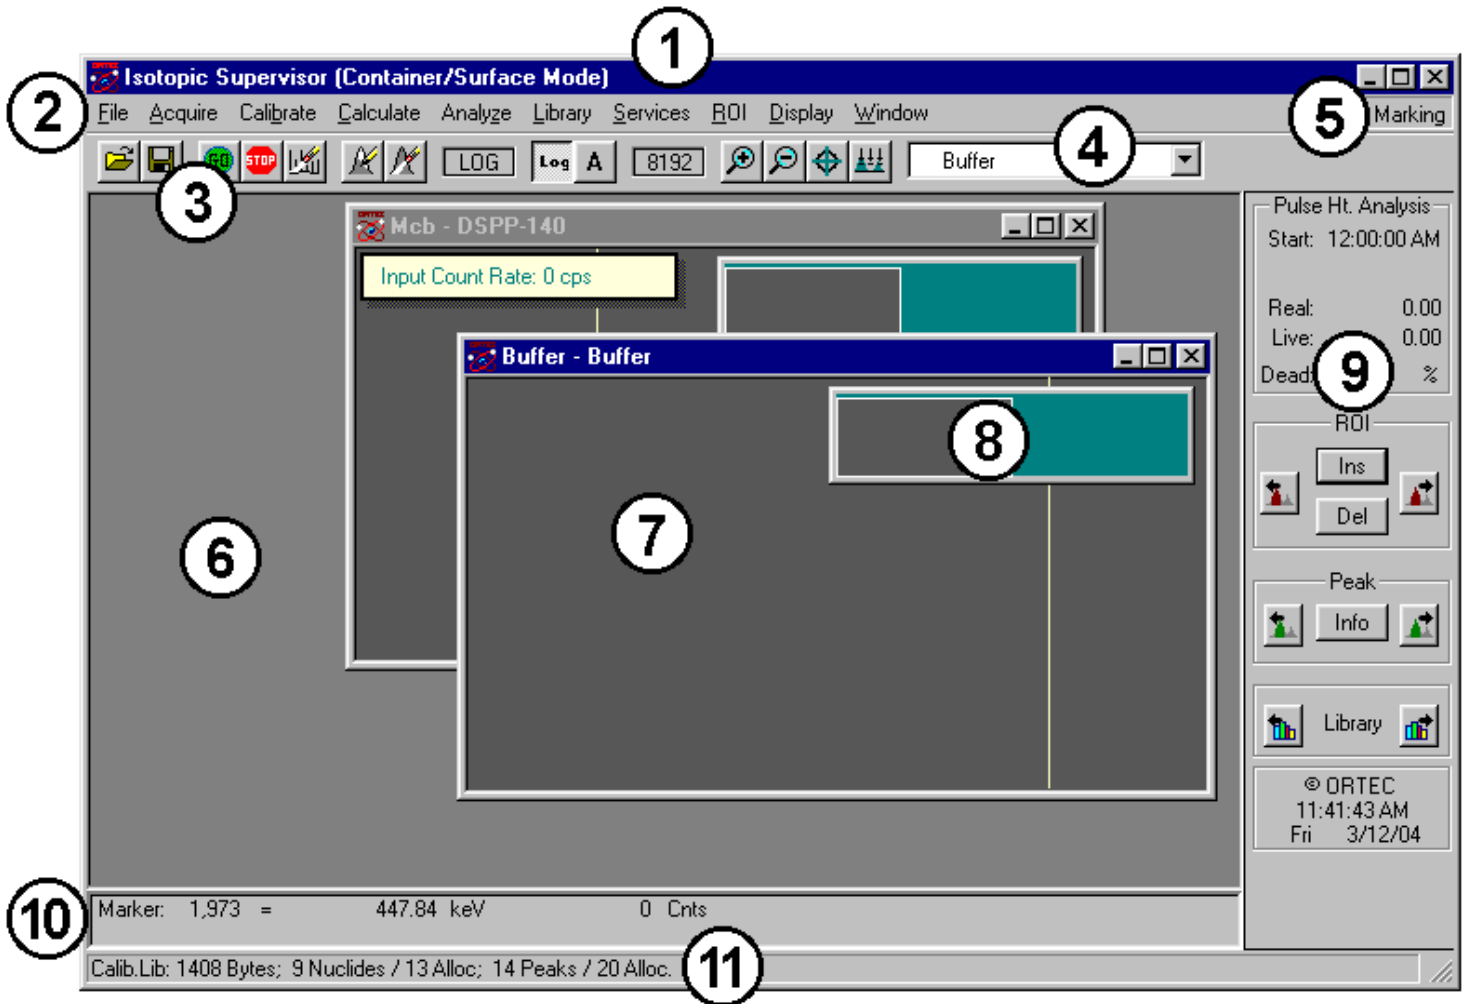 1
Isotopic Supervisor (Container/Surface Mode)
2
File Acquire Calibrate Calculate Analyze Library Services ROI Display Window
5
Marking
GO STOP LOG Log A 8192 Buffer
4
3
ORTEC
Mcb - DSPP-140
Input Count Rate: 0 cps
ORTEC
Buffer - Buffer
8
7
6
Pulse Ht. Analysis
Start: 12:00:00 AM
Real: 0.00
Live: 0.00
Dead: %
9
ROI
Ins
Del
Peak
Info
Library
© ORTEC
11:41:43 AM
Fri 3/12/04
10
Marker: 1,973 = 447.84 keV 0 Cnts
Calib.Lib: 1408 Bytes; 9 Nuclides / 13 Alloc; 14 Peaks / 20 Alloc.
11